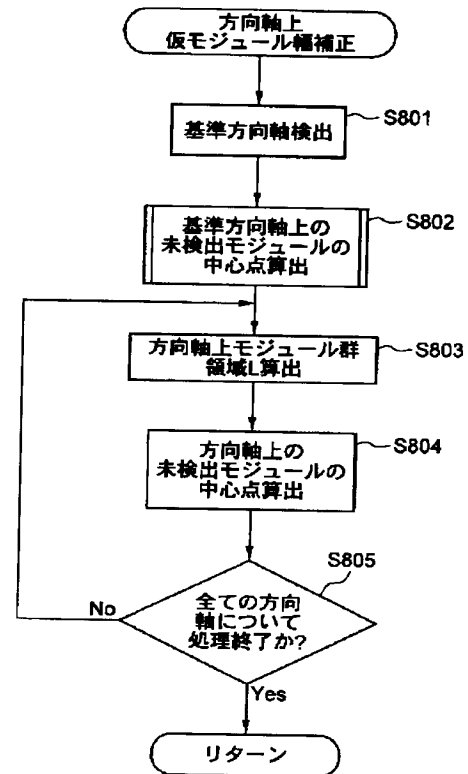 方向軸上
仮モジュール幅補正
S801
基準方向軸検出
S802
基準方向軸上の
未検出モジュールの
中心点算出
方向軸上モジュール群
領域L算出
S803
S804
方向軸上の
未検出モジュールの
中心点算出
S805
全ての方向
軸について
処理終了か?
No
Yes
リターン